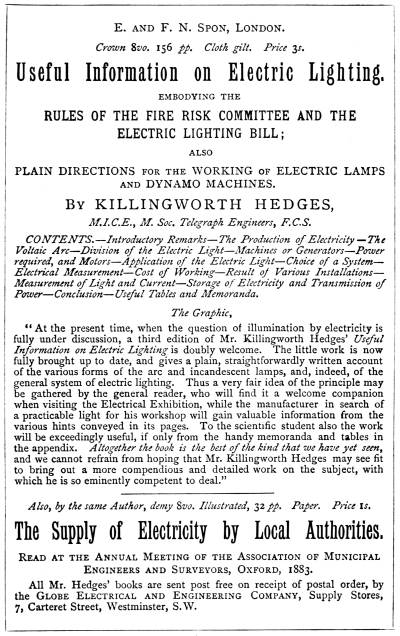 E. AND F. N. SPON, LONDON.
Crown 8vo. 156 pp. Cloth gilt. Price 3s.
Useful Information on Electric Lighting.
EMBODYING THE
RULES OF THE FIRE RISK COMMITTEE AND THE
ELECTRIC LIGHTING BILL;
ALSO
PLAIN DIRECTIONS FOR THE WORKING OF ELECTRIC LAMPS
AND DYNAMO MACHINES.
BY KILLINGWORTH HEDGES,
M.I.C.E., M. Soc. Telegraph Engineers, F.C.S.
CONTENTS.—Introductory Remarks—The Production of Electricity—The
Voltaic Arc—Division of the Electric Light—Machines or Generators—Power
required, and Motors—Application of the Electric Light—Choice of a System—
Electrical Measurement—Cost of Working—Result of Various Installations—
Measurement of Light and Current—Storage of Electricity and Transmission of
Power—Conclusion—Useful Tables and Memoranda.
The Graphic,
"At the present time, when the question of illumination by electricity is
fully under discussion, a third edition of Mr. Killingworth Hedges' Useful
Information on Electric Lighting is doubly welcome. The little work is now
fully brought up to date, and gives a plain, straightforwardly written account
of the various forms of the arc and incandescent lamps, and, indeed, of the
general system of electric lighting. Thus a very fair idea of the principle may
be gathered by the general reader, who will find it a welcome companion
when visiting the Electrical Exhibition, while the manufacturer in search of
a practicable light for his workshop will gain valuable information from the
various hints conveyed in its pages. To the scientific student also the work
will be exceedingly useful, if only from the handy memoranda and tables in
the appendix. Altogether the book is the best of the kind that we have yet seen,
and we cannot refrain from hoping that Mr. Killingworth Hedges may see fit
to bring out a more compendious and detailed work on the subject, with
which he is so eminently competent to deal."
Also, by the same Author, demy 8vo. Illustrated, 32 pp. Paper. Price 1s.
The Supply of Electricity by Local Authorities.
READ AT THE ANNUAL MEETING OF THE ASSOCIATION OF MUNICIPAL
ENGINEERS AND SURVEYORS, OXFORD, 1883.
All Mr. Hedges' books are sent post free on receipt of postal order, by
the GLOBE ELECTRICAL AND ENGINEERING COMPANY, Supply Stores,
7, Carteret Street, Westminster, S.W.